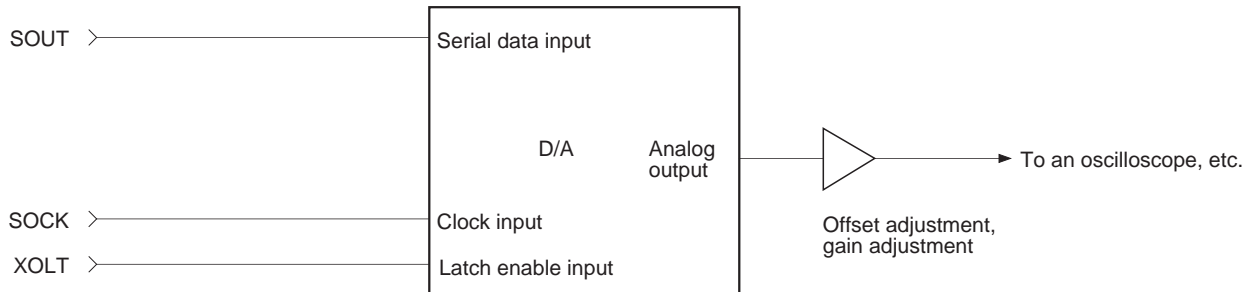 SOUT
Serial data input
D/A
Analog
output
To an oscilloscope, etc.
SOCK
Clock input
Offset adjustment,
gain adjustment
XOLT
Latch enable input